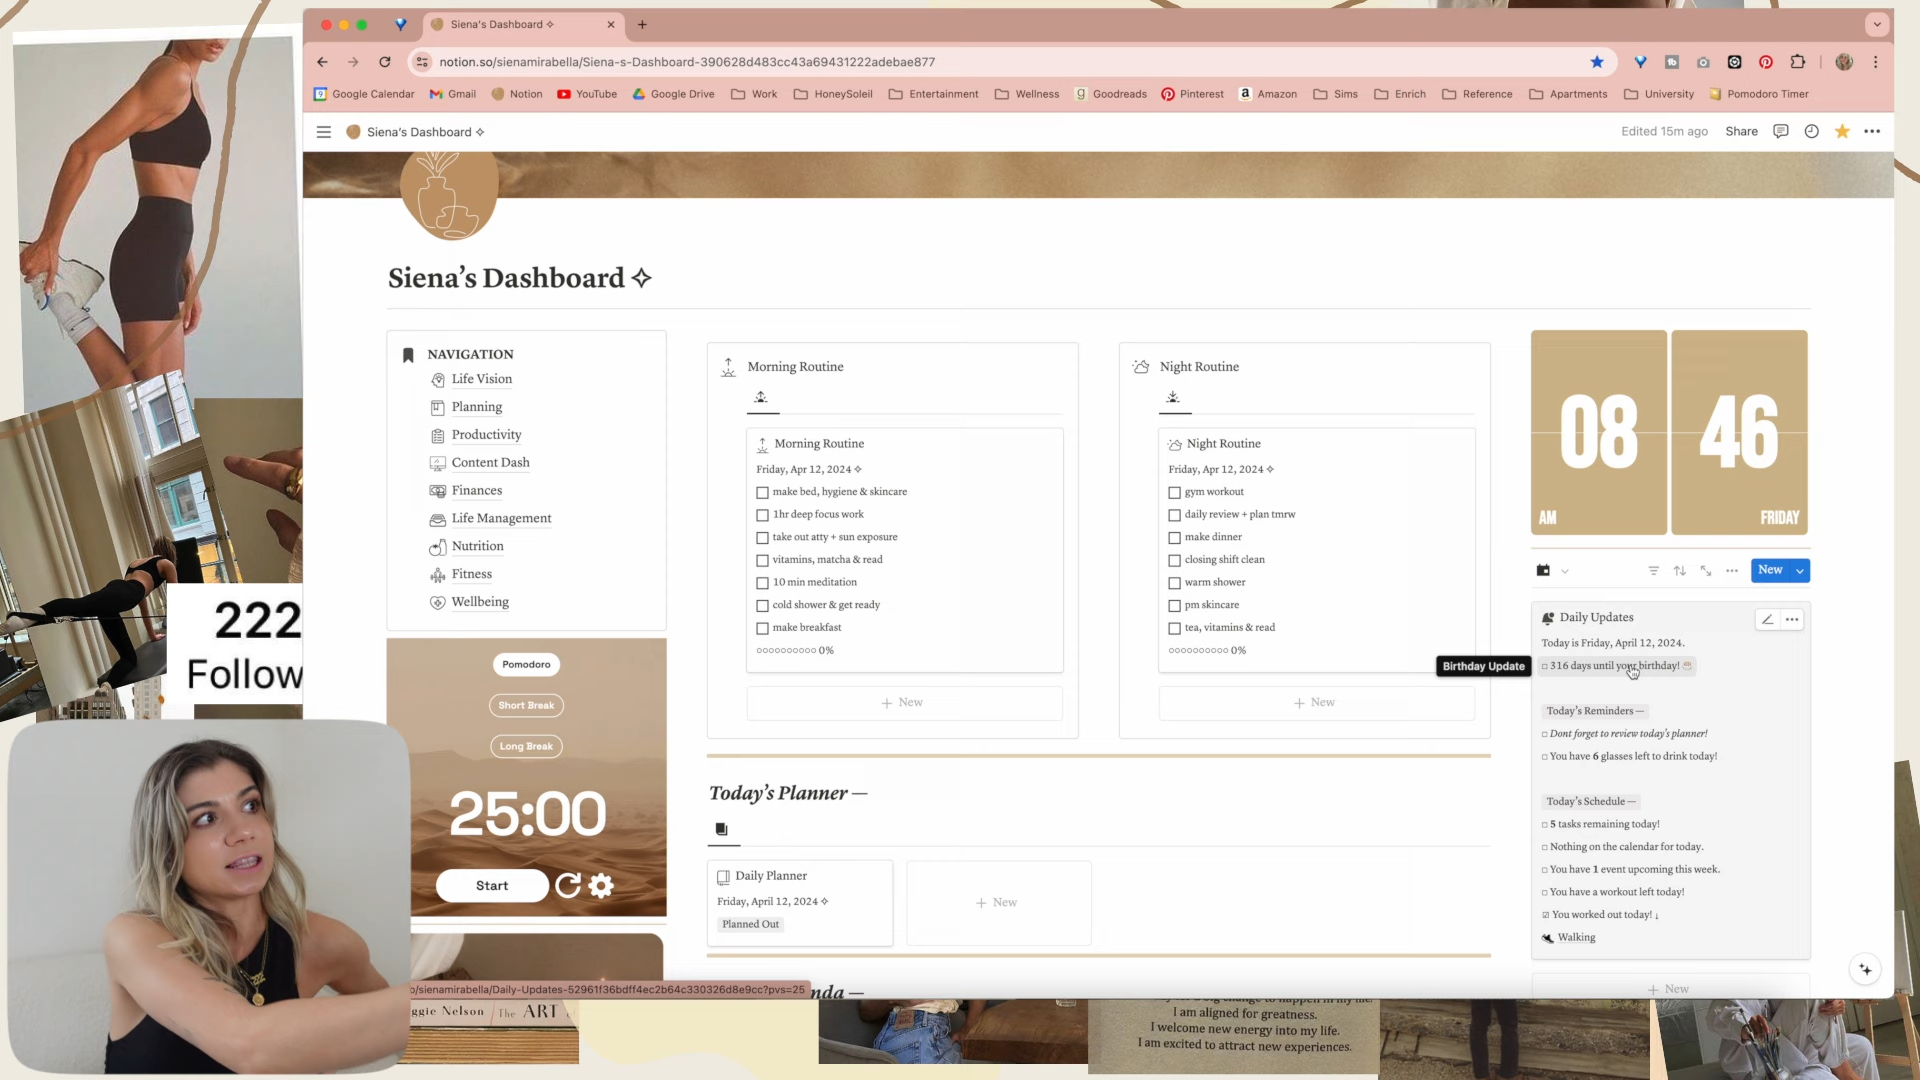 Siena's Dashboard ✧
notion.so/sienamirabella/Siena-s-Dashboard-390628d483cc43a69431222adebae877
Google Calendar Gmail Notion YouTube Google Drive Work HoneySoleil Entertainment Wellness Goodreads Pinterest Amazon Sims Enrich Reference Apartments University Pomodoro Timer
Siena's Dashboard ✧
Edited 15m ago Share
Siena's Dashboard ✧
NAVIGATION
Life Vision
Planning
Productivity
Content Dash
Finances
Life Management
Nutrition
Fitness
Wellbeing
Pomodoro
Short Break
Long Break
25:00
Start
Morning Routine
Morning Routine
Friday, Apr 12, 2024 ✧
make bed, hygiene & skincare
1hr deep focus work
take out atty + sun exposure
vitamins, matcha & read
10 min meditation
cold shower & get ready
make breakfast
○○○○○○○○○○ 0%
+ New
Night Routine
Night Routine
Friday, Apr 12, 2024 ✧
gym workout
daily review + plan tmrw
make dinner
closing shift clean
warm shower
pm skincare
tea, vitamins & read
○○○○○○○○○○ 0%
+ New
Today's Planner —
Daily Planner
Friday, April 12, 2024 ✧
Planned Out
+ New
nda —
08 46
AM FRIDAY
New
Daily Updates
Today is Friday, April 12, 2024.
□ 316 days until your birthday!
Birthday Update
Today's Reminders —
□ Dont forget to review today's planner!
□ You have 6 glasses left to drink today!
Today's Schedule —
□ 5 tasks remaining today!
□ Nothing on the calendar for today.
□ You have 1 event upcoming this week.
□ You have a workout left today!
☑ You worked out today! ↓
Walking
+ New
/sienamirabella/Daily-Updates-52961f36bdff4ec2b64c330326d8e9cc?pvs=25
222
Follow
ggie Nelson The ART
I am aligned for greatness.
I welcome new energy into my life.
I am excited to attract new experiences.